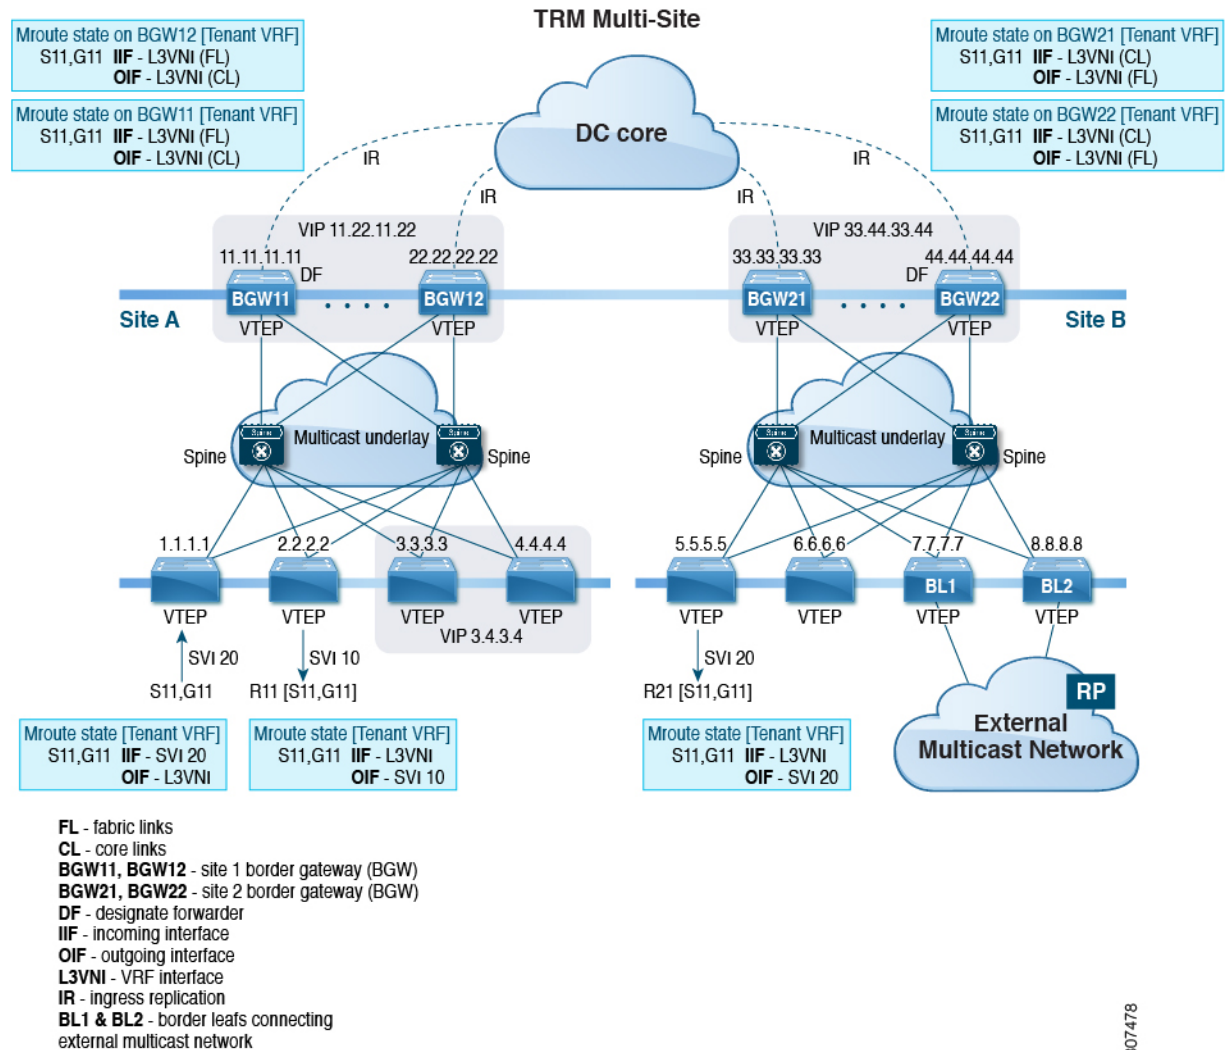 TRM Multi-Site
Mroute state on BGW12 [Tenant VRF]
S11,G11 IIF - L3VNI (FL)
OIF - L3VNI (CL)
Mroute state on BGW11 [Tenant VRF]
S11,G11 IIF - L3VNI (FL)
OIF - L3VNI (CL)
Mroute state on BGW21 [Tenant VRF]
S11,G11 IIF - L3VNI (CL)
OIF - L3VNI (FL)
Mroute state on BGW22 [Tenant VRF]
S11,G11 IIF - L3VNI (CL)
OIF - L3VNI (FL)
DC core
IR
IR
IR
IR
VIP 11.22.11.22
11.11.11.11
22.22.22.22
DF
BGW11
BGW12
VTEP
VTEP
Site A
VIP 33.44.33.44
33.33.33.33
44.44.44.44
DF
BGW21
BGW22
VTEP
VTEP
Site B
Spine
Spine
Multicast underlay
Spine
Spine
Spine
Spine
Multicast underlay
Spine
Spine
1.1.1.1
2.2.2.2
3.3.3.3
4.4.4.4
VTEP
VTEP
VTEP
VTEP
VIP 3.4.3.4
5.5.5.5
6.6.6.6
7.7.7.7
8.8.8.8
BL1
BL2
VTEP
VTEP
VTEP
VTEP
SVI 20
SVI 10
SVI 20
S11,G11
R11 [S11,G11]
R21 [S11,G11]
RP
External
Multicast Network
Mroute state [Tenant VRF]
S11,G11 IIF - SVI 20
OIF - L3VNI
Mroute state [Tenant VRF]
S11,G11 IIF - L3VNI
OIF - SVI 10
Mroute state [Tenant VRF]
S11,G11 IIF - L3VNI
OIF - SVI 20
FL - fabric links
CL - core links
BGW11, BGW12 - site 1 border gateway (BGW)
BGW21, BGW22 - site 2 border gateway (BGW)
DF - designate forwarder
IIF - incoming interface
OIF - outgoing interface
L3VNI - VRF interface
IR - ingress replication
BL1 & BL2 - border leafs connecting
external multicast network
307478